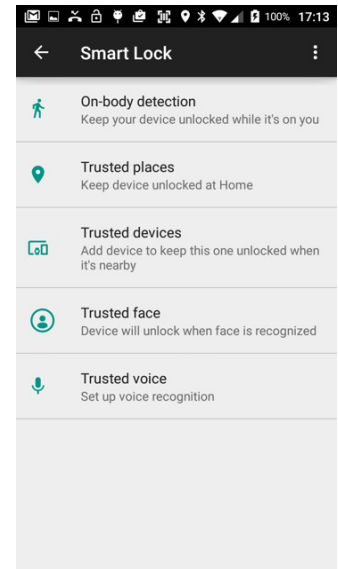 100% 17:13
Smart Lock
On-body detection
Keep your device unlocked while it's on you
Trusted places
Keep device unlocked at Home
Trusted devices
Add device to keep this one unlocked when
it's nearby
Trusted face
Device will unlock when face is recognized
Trusted voice
Set up voice recognition